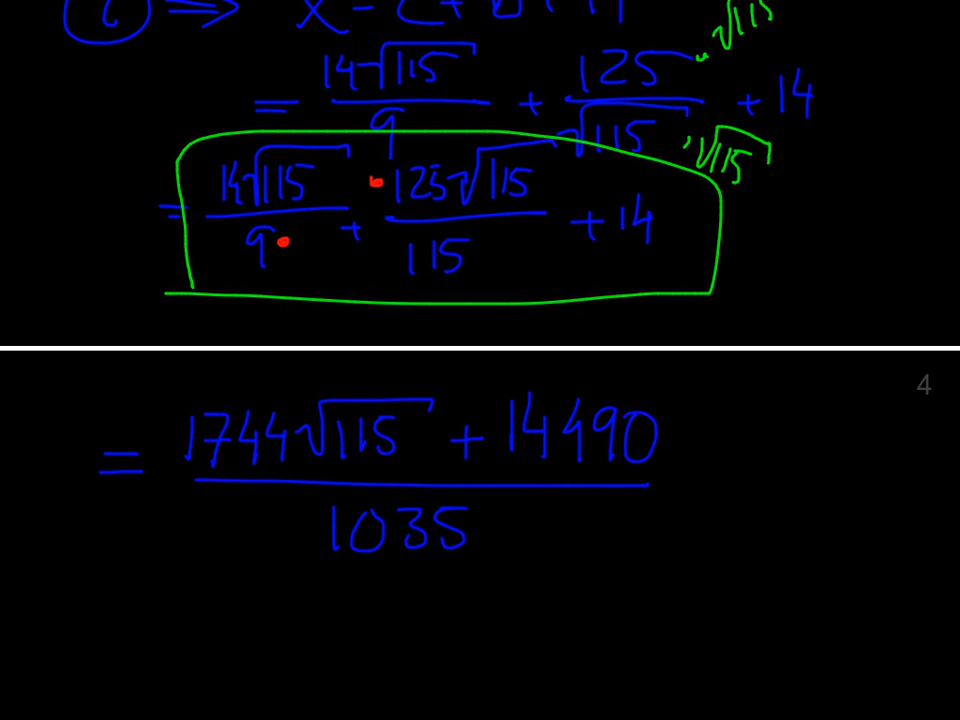 ⇒ x = c + b + 14
= 14√115/9 + 125/√115 · √115/·√115 + 14
= 14√115/9 + 125√115/115 + 14
4
= 1744√115 + 14490/1035